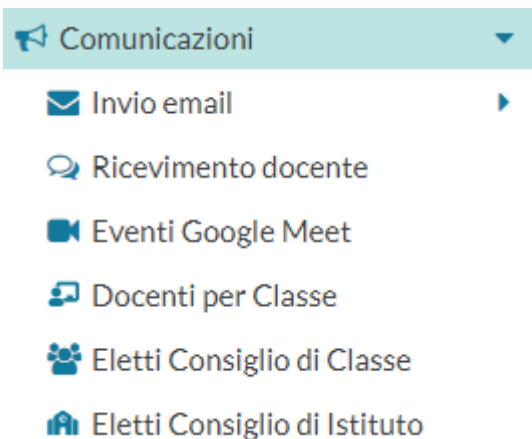 Comunicazioni
Invio email
Ricevimento docente
Eventi Google Meet
Docenti per Classe
Eletti Consiglio di Classe
Eletti Consiglio di Istituto